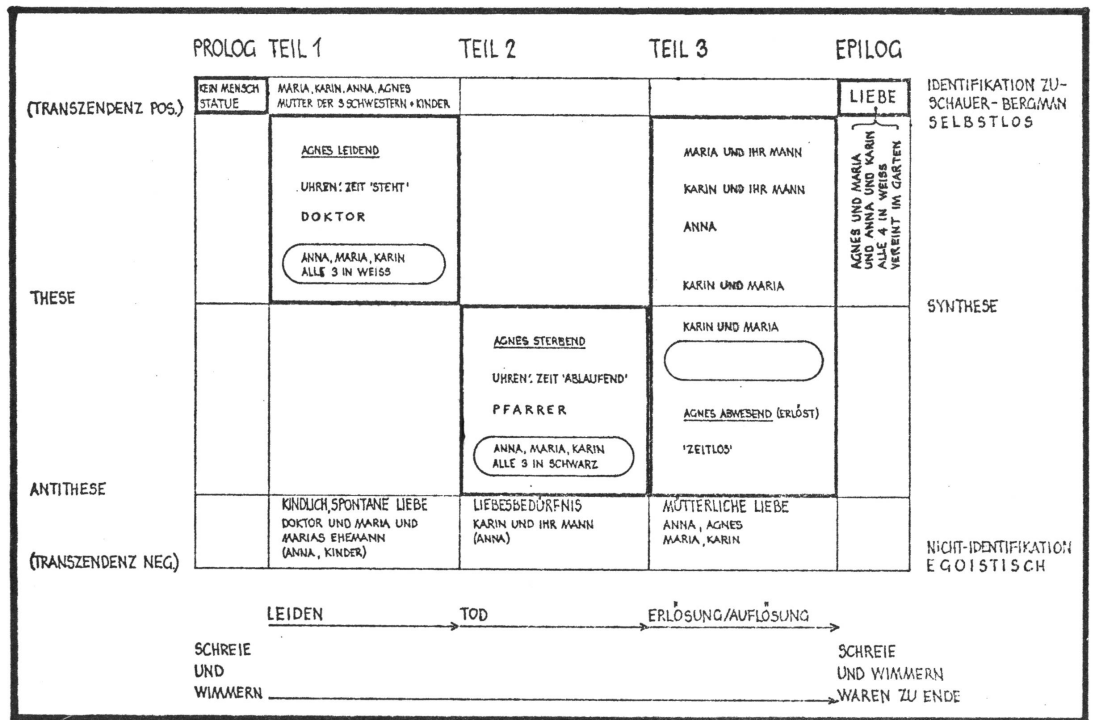 PROLOG TEIL 1 TEIL 2 TEIL 3 EPILOG
(TRANSZENDENZ POS.)
KEIN MENSCH
STATUE
MARIA, KARIN, ANNA, AGNES
MUTTER DER 3 SCHWESTERN + KINDER
LIEBE
IDENTIFIKATION ZU-
SCHAUER-BERGMAN
SELBSTLOS
AGNES LEIDEND
UHREN: ZEIT 'STEHT'
DOKTOR
ANNA, MARIA, KARIN
ALLE 3 IN WEISS
MARIA UND IHR MANN
KARIN UND IHR MANN
ANNA
KARIN UND MARIA
AGNES UND MARIA
UND ANNA UND KARIN
ALLE 4 IN WEISS
VEREINT IM GARTEN
THESE
SYNTHESE
AGNES STERBEND
UHREN: ZEIT 'ABLAUFEND'
PFARRER
ANNA, MARIA, KARIN
ALLE 3 IN SCHWARZ
KARIN UND MARIA
AGNES ABWESEND (ERLÖST)
'ZEITLOS'
ANTITHESE
KINDLICH, SPONTANE LIEBE
DOKTOR UND MARIA UND
MARIAS EHEMANN
(ANNA, KINDER)
LIEBESBEDÜRFNIS
KARIN UND IHR MANN
(ANNA)
MÜTTERLICHE LIEBE
ANNA, AGNES
MARIA, KARIN
(TRANSZENDENZ NEG.)
NICHT-IDENTIFIKATION
EGOISTISCH
LEIDEN
TOD
ERLÖSUNG/AUFLÖSUNG
SCHREIE
UND
WIMMERN
SCHREIE
UND WIMMERN
WAREN ZU ENDE